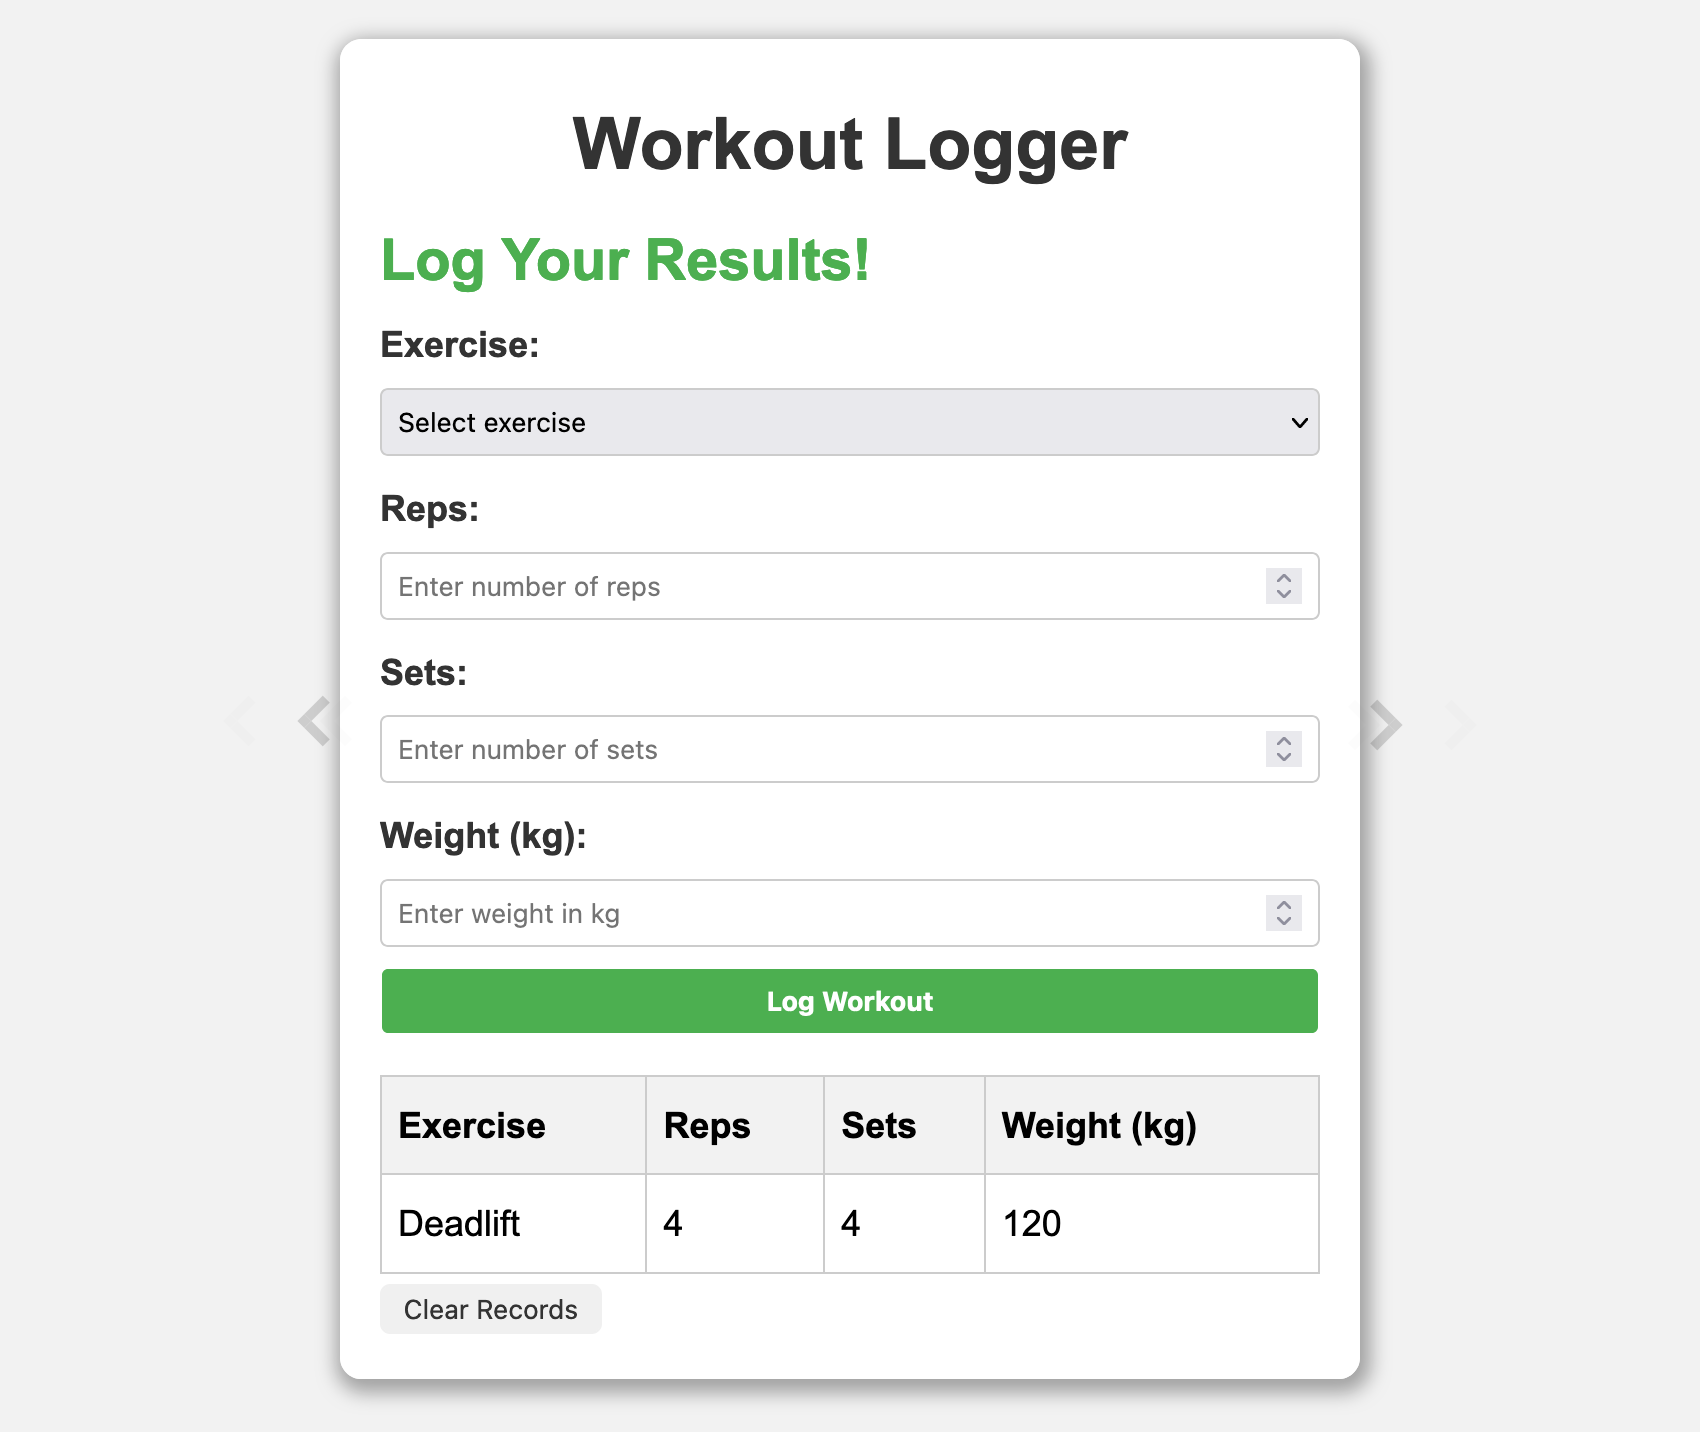 Workout Logger
Log Your Results!
Exercise:
Select exercise
Reps:
Enter number of reps
Sets:
Enter number of sets
Weight (kg):
Enter weight in kg
Log Workout
Exercise Reps Sets Weight (kg)
Deadlift 4 4 120
Clear Records